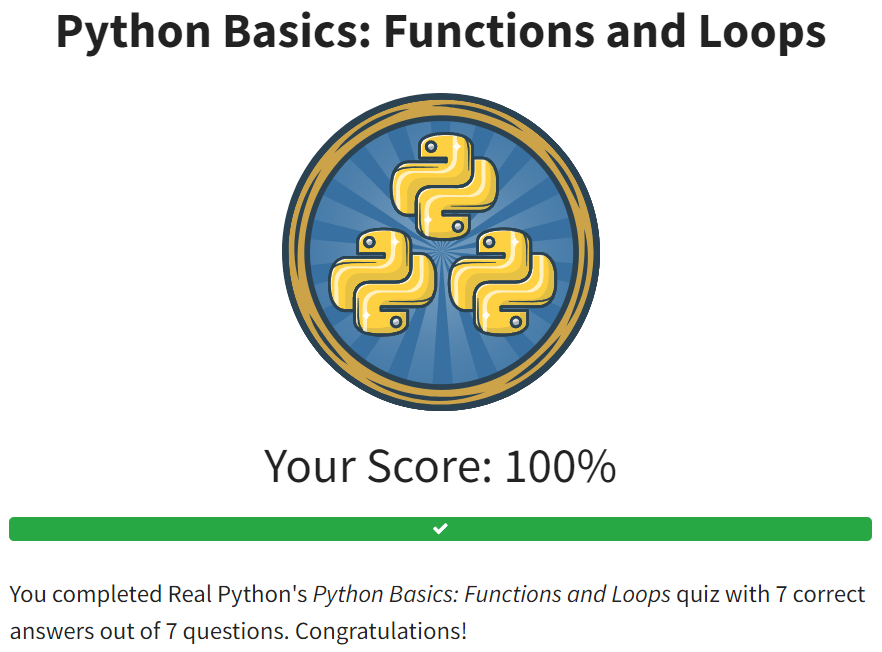 Python Basics: Functions and Loops
Your Score: 100%
You completed Real Python's Python Basics: Functions and Loops quiz with 7 correct
answers out of 7 questions. Congratulations!